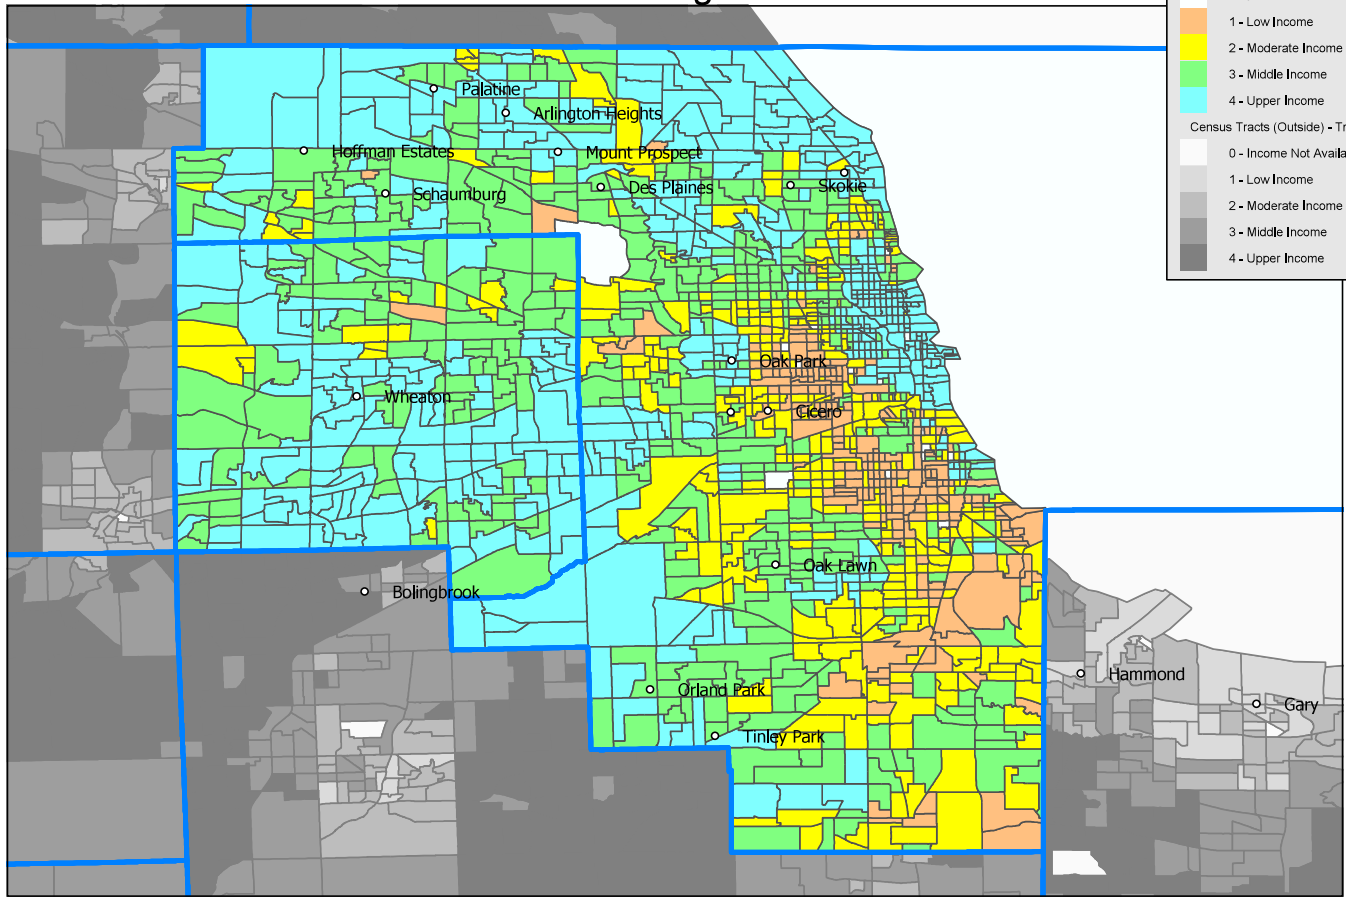 1 - Low Income
2 - Moderate Income
3 - Middle Income
4 - Upper Income
Census Tracts (Outside) - Tr
0 - Income Not Availa
1 - Low Income
2 - Moderate Income
3 - Middle Income
4 - Upper Income
Palatine
Arlington Heights
Hoffman Estates
Mount Prospect
Schaumburg
Des Plaines
Skokie
Oak Park
Wheaton
Cicero
Oak Lawn
Bolingbrook
Hammond
Orland Park
Gary
Tinley Park